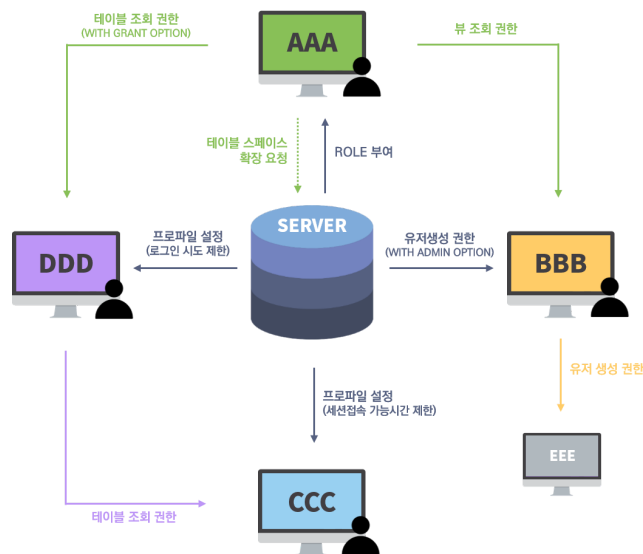 테이블 조회 권한
(WITH GRANT OPTION)
AAA
뷰 조회 권한
테이블 스페이스
확장 요청
ROLE 부여
SERVER
DDD
프로파일 설정
(로그인 시도 제한)
유저생성 권한
(WITH ADMIN OPTION)
BBB
프로파일 설정
(세션접속 가능시간 제한)
유저 생성 권한
EEE
CCC
테이블 조회 권한